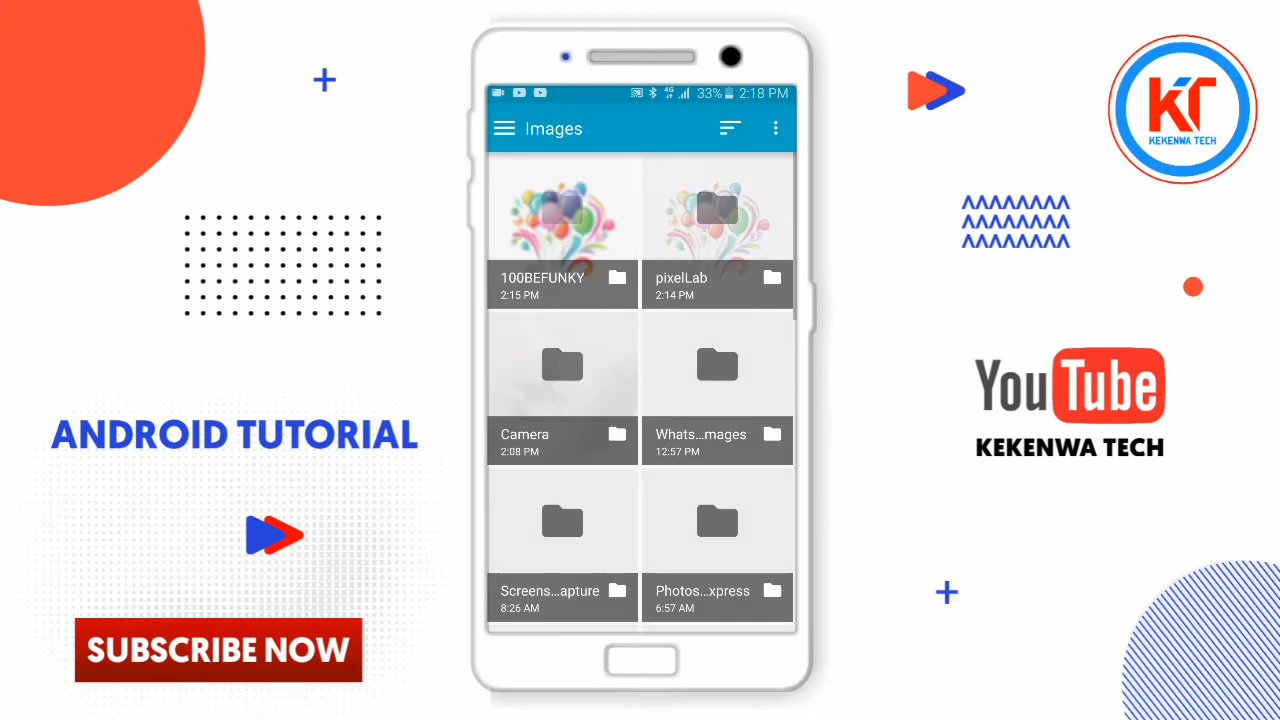 33% 2:18 PM
Images
100BEFUNKY
2:15 PM
pixelLab
2:14 PM
Camera
2:08 PM
Whats...mages
12:57 PM
Screens...apture
8:26 AM
Photos...xpress
6:57 AM
ANDROID TUTORIAL
SUBSCRIBE NOW
KT
KEKENWA TECH
YouTube
KEKENWA TECH
4G